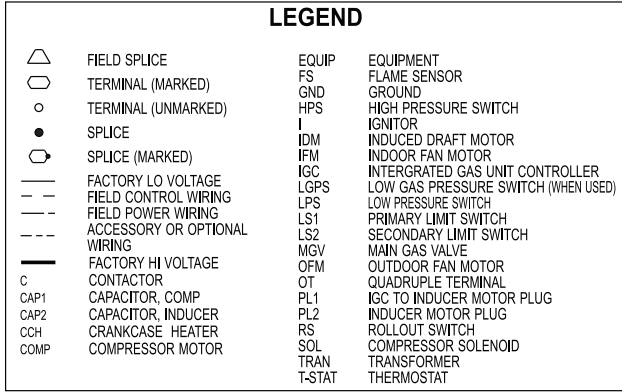 LEGEND
FIELD SPLICE
TERMINAL (MARKED)
TERMINAL (UNMARKED)
SPLICE
SPLICE (MARKED)
FACTORY LO VOLTAGE
FIELD CONTROL WIRING
FIELD POWER WIRING
ACCESSORY OR OPTIONAL
WIRING
FACTORY HI VOLTAGE
C CONTACTOR
CAP1 CAPACITOR, COMP
CAP2 CAPACITOR, INDUCER
CCH CRANKCASE HEATER
COMP COMPRESSOR MOTOR
EQUIP EQUIPMENT
FS FLAME SENSOR
GND GROUND
HPS HIGH PRESSURE SWITCH
I IGNITOR
IDM INDUCED DRAFT MOTOR
IFM INDOOR FAN MOTOR
IGC INTERGRATED GAS UNIT CONTROLLER
LGPS LOW GAS PRESSURE SWITCH (WHEN USED)
LPS LOW PRESSURE SWITCH
LS1 PRIMARY LIMIT SWITCH
LS2 SECONDARY LIMIT SWITCH
MGV MAIN GAS VALVE
OFM OUTDOOR FAN MOTOR
OT QUADRUPLE TERMINAL
PL1 IGC TO INDUCER MOTOR PLUG
PL2 INDUCER MOTOR PLUG
RS ROLLOUT SWITCH
SOL COMPRESSOR SOLENOID
TRAN TRANSFORMER
T-STAT THERMOSTAT